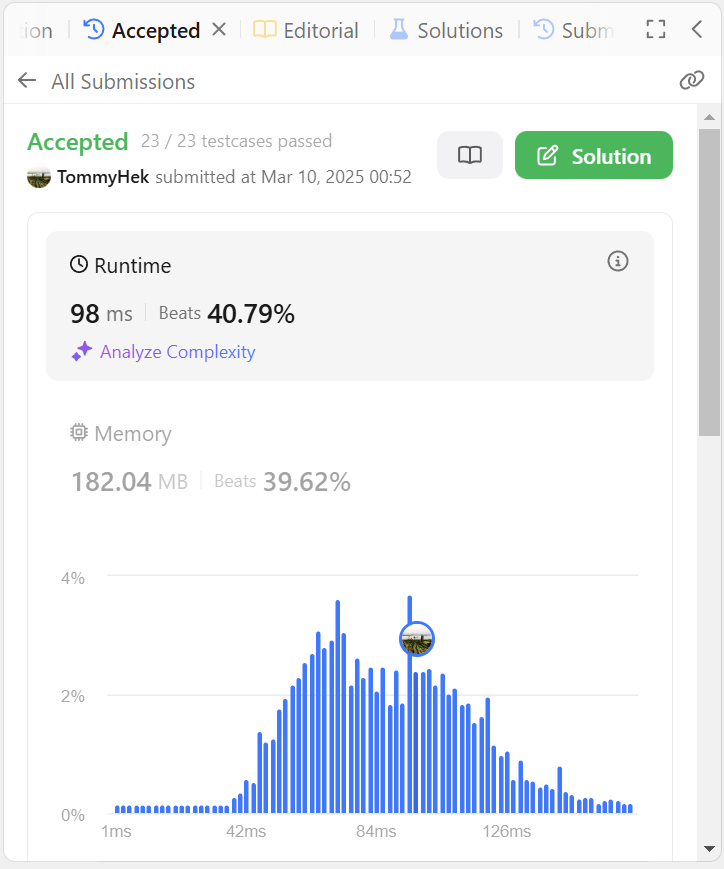 ion Accepted Editorial Solutions Subm
All Submissions
Accepted 23 / 23 testcases passed
TommyHek submitted at Mar 10, 2025 00:52
Solution
Runtime
98 ms Beats 40.79%
Analyze Complexity
Memory
182.04 MB Beats 39.62%
4%
2%
0%
1ms 42ms 84ms 126ms